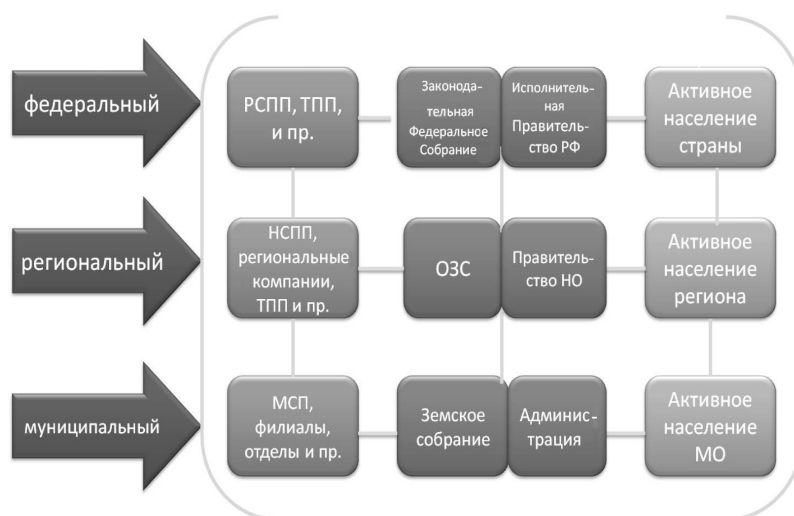 федеральный
РСПП, ТПП,
и пр.
Законода-
тельная
Федеральное
Собрание
Исполнитель-
ная
Правитель-
ство РФ
Активное
население
страны
региональный
НСПП,
региональные
компании,
ТПП и пр.
ОЗС
Правитель-
ство НО
Активное
население
региона
муниципальный
МСП,
филиалы,
отделы и пр.
Земское
собрание
Админис-
трация
Активное
население
МО